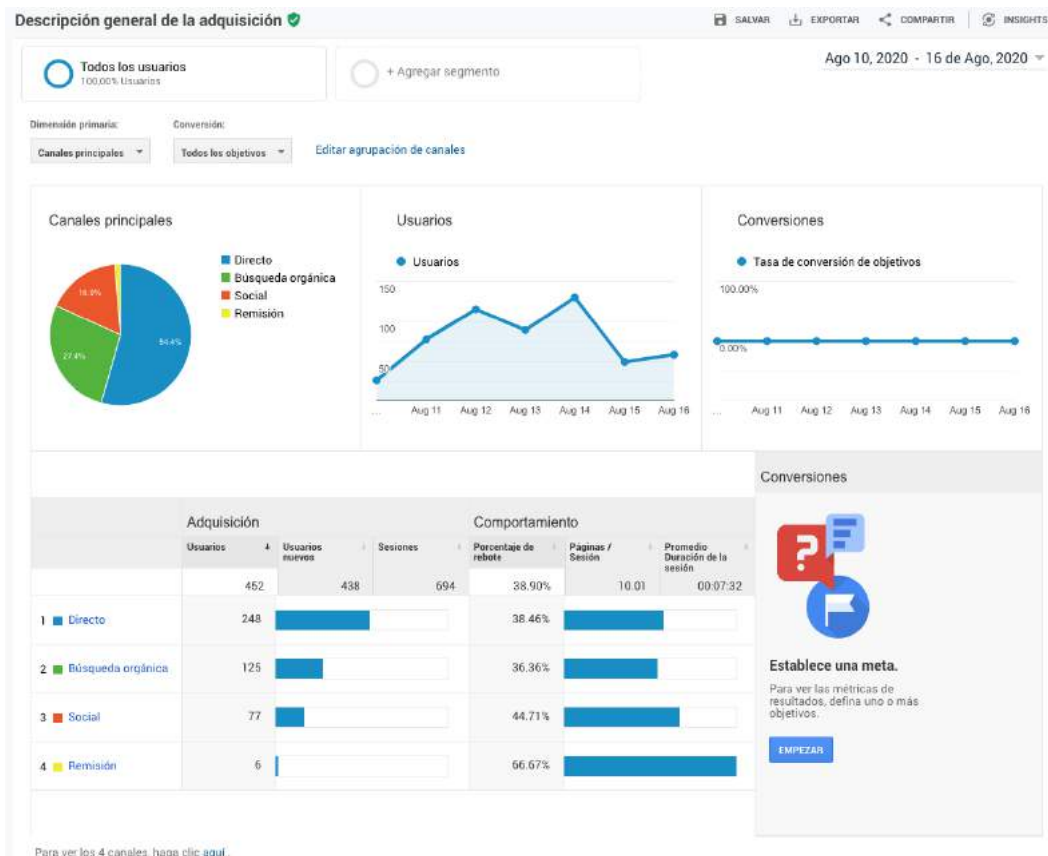 Descripción general de la adquisición
SALVAR EXPORTAR COMPARTIR INSIGHTS
Todos los usuarios
100,00% Usuarios
+ Agregar segmento
Ago 10, 2020 - 16 de Ago, 2020
Dimensión primaria: Conversión:
Canales principales Todos los objetivos Editar agrupación de canales
Canales principales
Directo
Búsqueda orgánica
Social
Remisión
16.9%
54.4%
27.4%
Usuarios
Usuarios
150
100
50
... Aug 11 Aug 12 Aug 13 Aug 14 Aug 15 Aug 16
Conversiones
Tasa de conversión de objetivos
100.00%
0.00%
... Aug 11 Aug 12 Aug 13 Aug 14 Aug 15 Aug 16
Adquisición Comportamiento
Usuarios Usuarios nuevos Sesiones Porcentaje de rebote Páginas / Sesión Promedio Duración de la sesión
452 438 694 38.90% 10.01 00:07:32
1 Directo 248 38.46%
2 Búsqueda orgánica 125 36.36%
3 Social 77 44.71%
4 Remisión 6 66.67%
Conversiones
Establece una meta.
Para ver las métricas de
resultados, defina uno o más
objetivos.
EMPEZAR
Para ver los 4 canales, haga clic aquí .